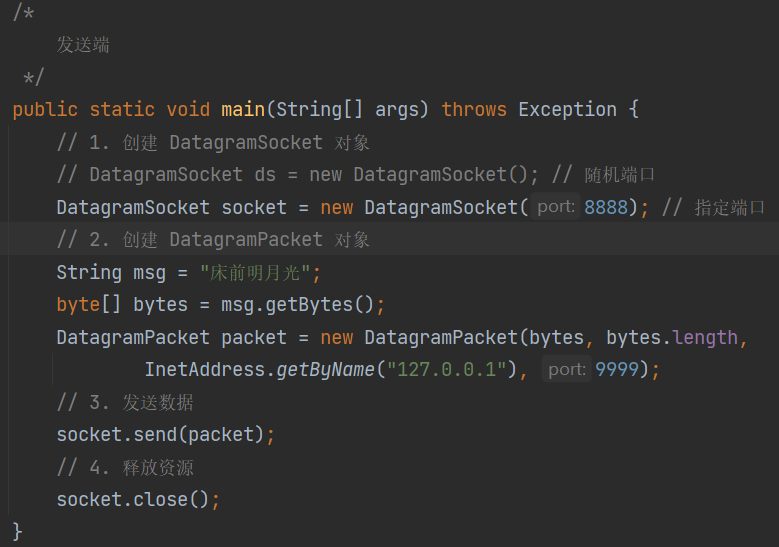 /*
发送端
*/
public static void main(String[] args) throws Exception {
// 1. 创建 DatagramSocket 对象
// DatagramSocket ds = new DatagramSocket(); // 随机端口
DatagramSocket socket = new DatagramSocket( port: 8888); // 指定端口
// 2. 创建 DatagramPacket 对象
String msg = "床前明月光";
byte[] bytes = msg.getBytes();
DatagramPacket packet = new DatagramPacket(bytes, bytes.length,
InetAddress.getByName("127.0.0.1"), port: 9999);
// 3. 发送数据
socket.send(packet);
// 4. 释放资源
socket.close();
}